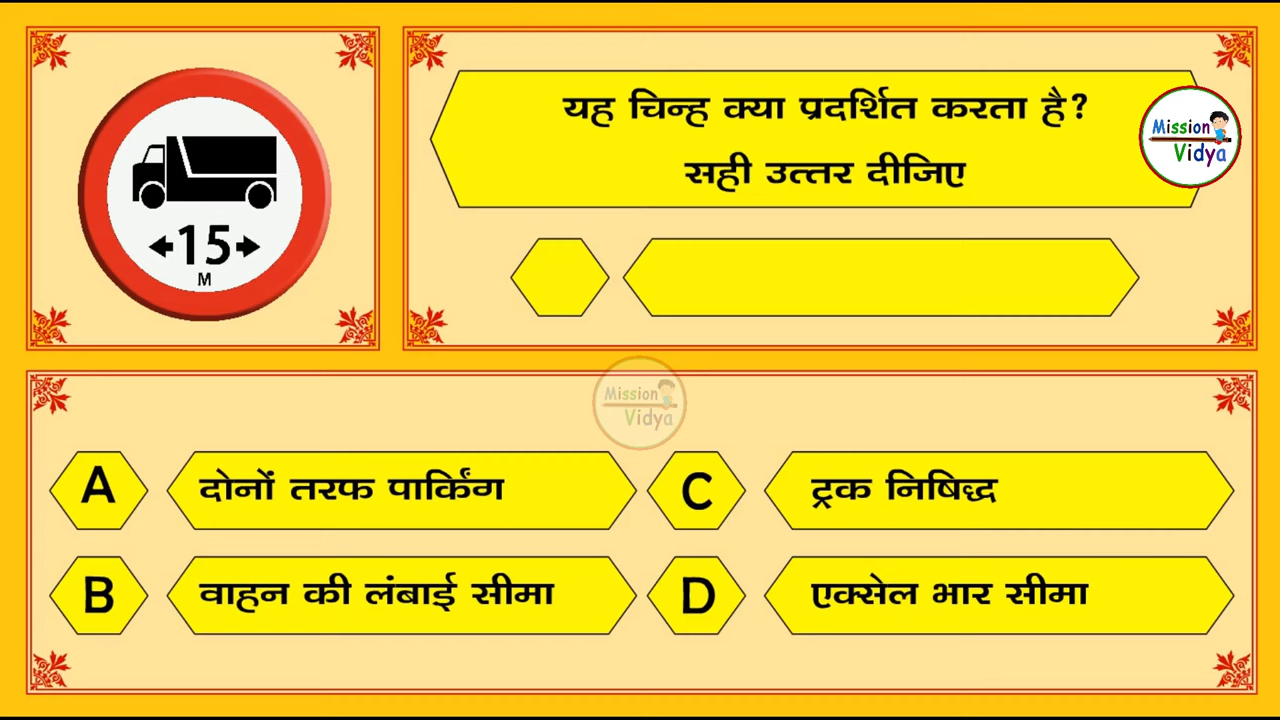 यह चिन्ह क्या प्रदर्शित करता है?
सही उत्तर दीजिए
Mission
Vidya
15
M
Mission
Vidya
A
दोनों तरफ पार्किंग
C
ट्रक निषिद्ध
B
वाहन की लंबाई सीमा
D
एक्सेल भार सीमा